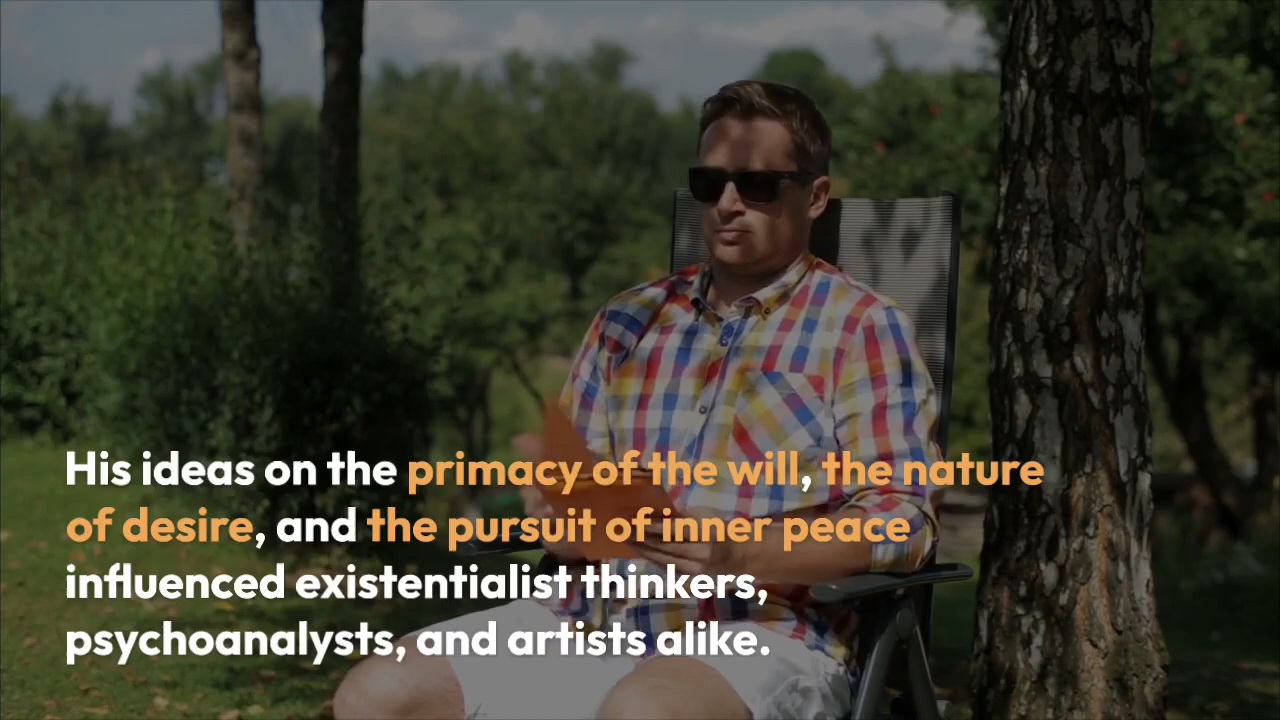 His ideas on the primacy of the will, the nature
of desire, and the pursuit of inner peace
influenced existentialist thinkers,
psychoanalysts, and artists alike.